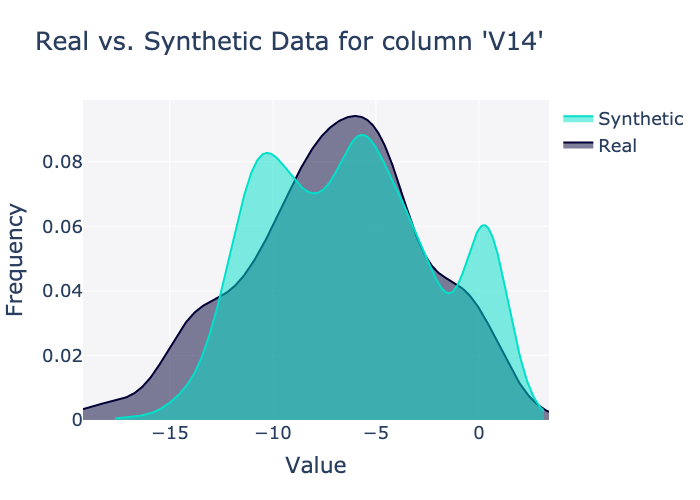 Real vs. Synthetic Data for column 'V14'
Synthetic
Real
0.08
0.06
0.04
0.02
0
−15
−10
−5
0
Frequency
Value